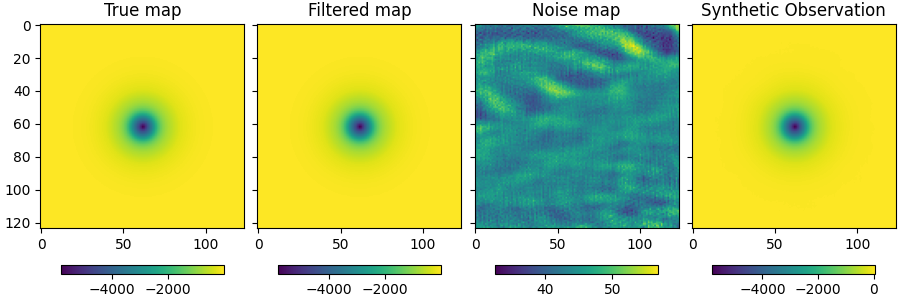 True map
Filtered map
Noise map
Synthetic Observation
0
20
40
60
80
100
120
0 50 100
0 50 100
0 50 100
0 50 100
−4000 −2000
−4000 −2000
40 50
−4000 −2000 0